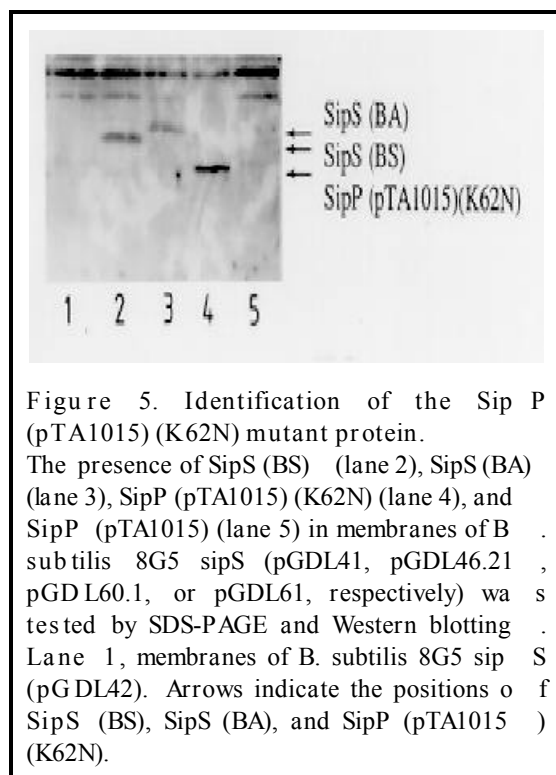 SipS (BA)
SipS (BS)
SipP (pTA1015)(K62N)
1 2 3 4 5
Figure 5. Identification of the Sip P
(pTA1015) (K62N) mutant protein.
The presence of SipS (BS) (lane 2), SipS (BA)
(lane 3), SipP (pTA1015) (K62N) (lane 4), and
SipP (pTA1015) (lane 5) in membranes of B .
subtilis 8G5 sipS (pGDL41, pGDL46.21 ,
pGDL60.1, or pGDL61, respectively) wa s
tested by SDS-PAGE and Western blotting .
Lane 1, membranes of B. subtilis 8G5 sip S
(pGDL42). Arrows indicate the positions o f
SipS (BS), SipS (BA), and SipP (pTA1015 )
(K62N).